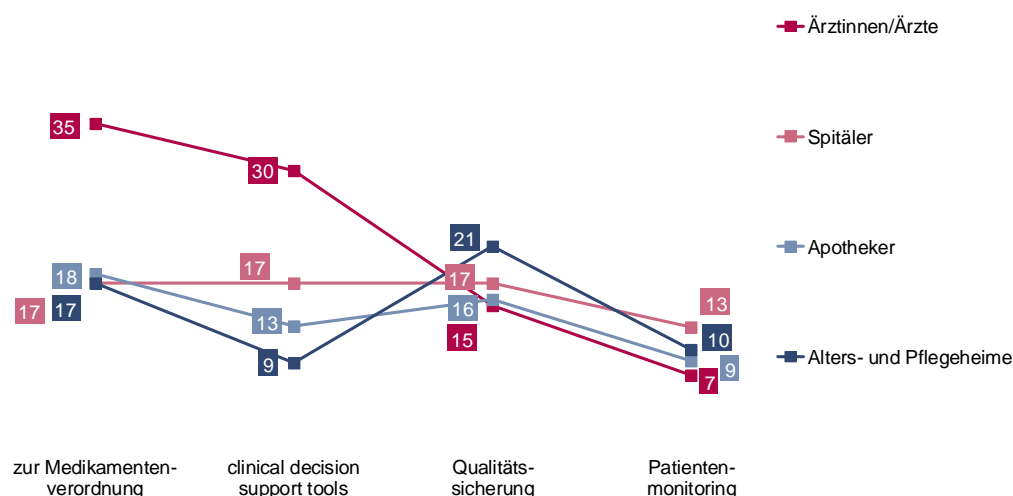 Ärztinnen/Ärzte
35
30
Spitäler
21
17
17
18
Apotheker
13
17
17
16
13
10
15
9
Alters- und Pflegeheime
9
7
zur Medikamenten-
verordnung
clinical decision
support tools
Qualitäts-
sicherung
Patienten-
monitoring